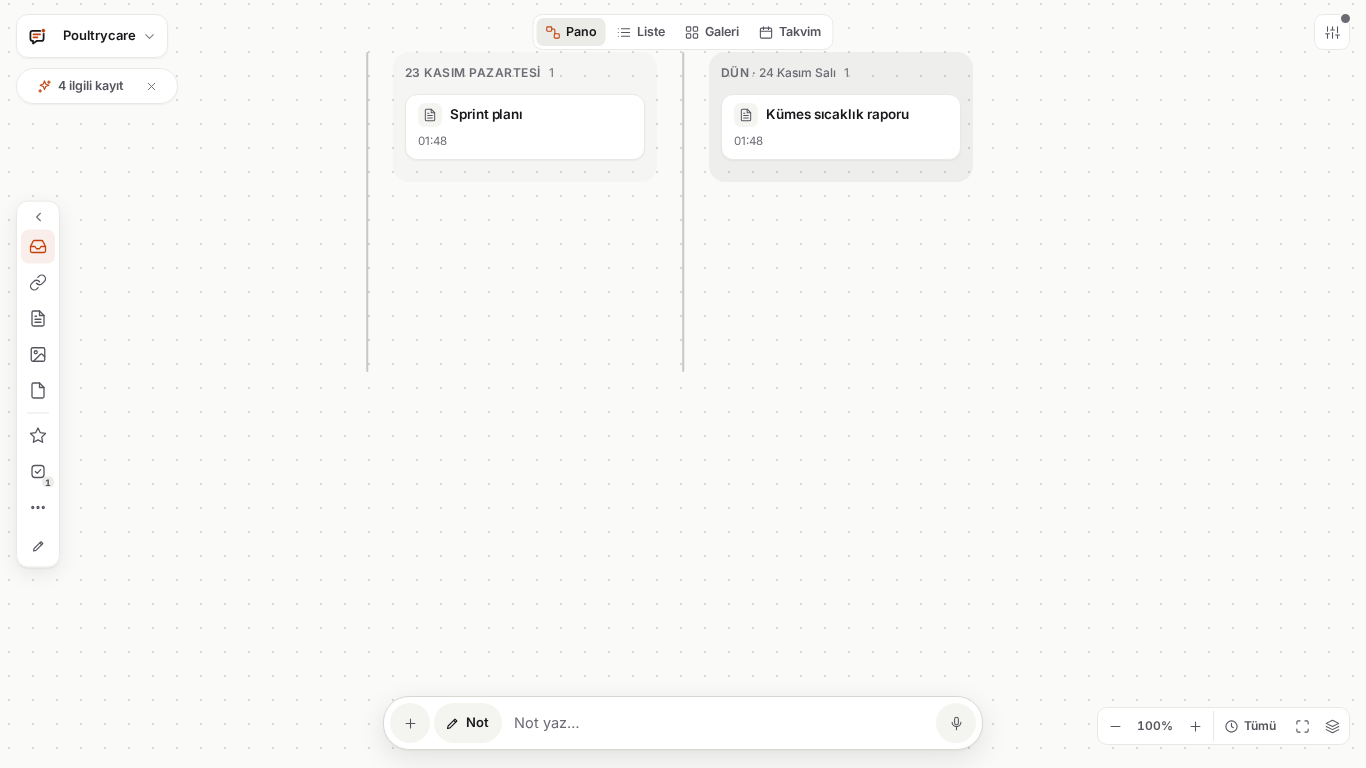 Poultrycare
Pano
Liste
Galeri
Takvim
4 ilgili kayıt
23 KASIM PAZARTESİ 1
Sprint planı
01:48
DÜN · 24 Kasım Salı 1
Kümes sıcaklık raporu
01:48
1
Not
Not yaz...
100%
Tümü